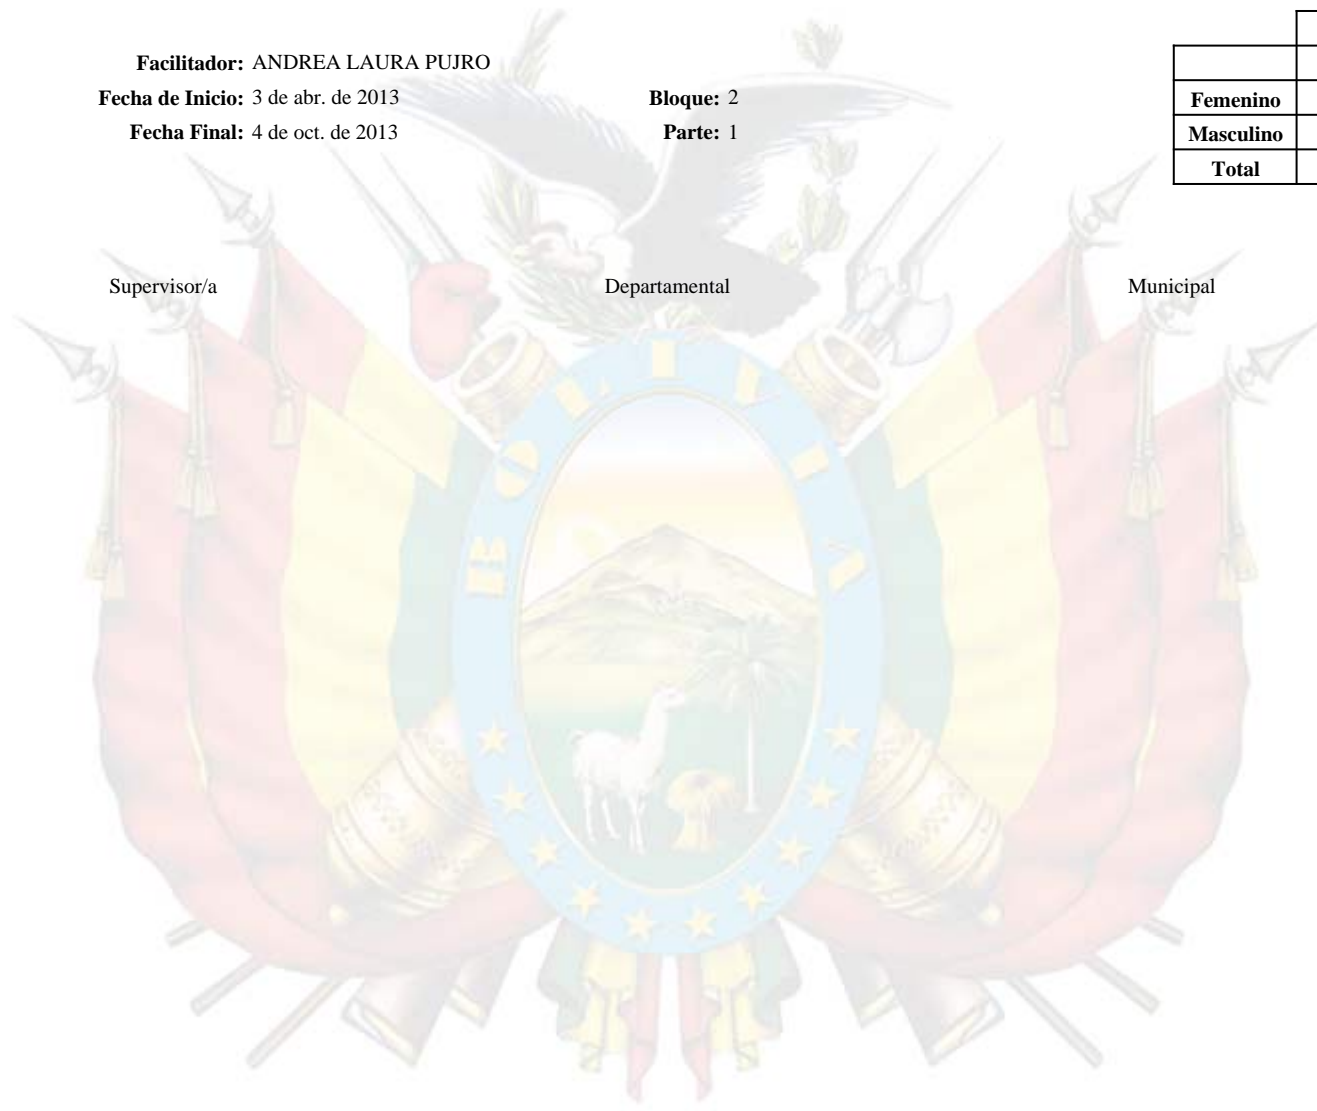 Facilitador: ANDREA LAURA PUJRO
Fecha de Inicio: 3 de abr. de 2013
Bloque: 2
Fecha Final: 4 de oct. de 2013
Parte: 1
Femenino
Masculino
Total
Supervisor/a
Departamental
Municipal
BOLIVIA